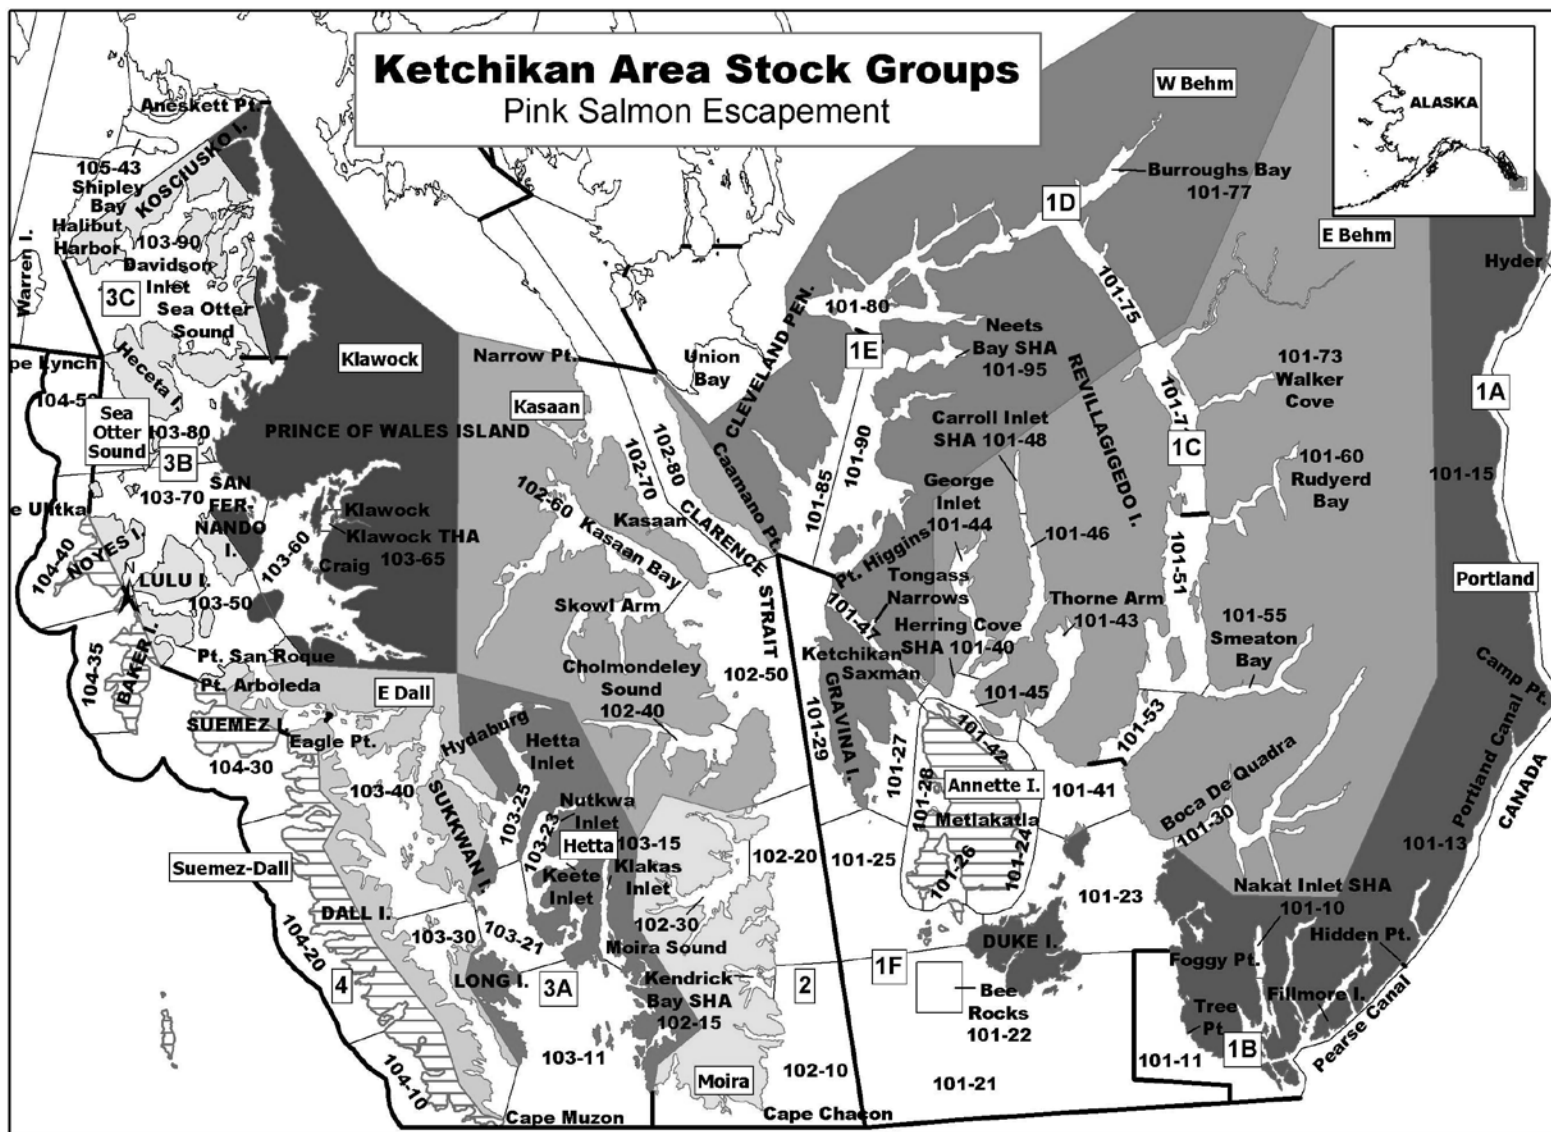 Ketchikan Area Stock Groups
Pink Salmon Escapement
ALASKA
W Behm
Aneskett Pt.
105-43
Shipley
Bay
KOSCIUSKO I.
Halibut
Harbor
103-90
Davidson
Inlet
3C
Sea Otter
Sound
Warren I.
Heceta I.
pe Lynch
104-50
Sea
Otter
Sound
103-80
3B
103-70
e Ulitka
Klawock
PRINCE OF WALES ISLAND
SAN
FER-
NANDO
I.
Klawock
Klawock THA
103-65
103-60
Craig
104-40
NOYES I.
N
LULU I.
103-50
104-35
BAKER I.
Pt. San Roque
Pt. Arboleda
SUEMEZ I.
Eagle Pt.
104-30
E Dall
103-40
Suemez-Dall
DALL I.
104-20
4
104-10
Hydaburg
SUKKWAN I.
Hetta
Inlet
103-25
Nutkwa
Inlet
103-23
Hetta
Keete
Inlet
103-15
Klakas
Inlet
103-30
103-21
LONG I.
3A
103-11
Cape Muzon
Narrow Pt.
Kasaan
102-60
Kasaan
Kasaan Bay
102-70
102-80
CLARENCE
STRAIT
Skowl Arm
Cholmondeley
Sound
102-40
102-50
102-20
102-30
Moira Sound
Kendrick
Bay SHA
102-15
2
Moira
102-10
Cape Chacon
Union
Bay
CLEVELAND PEN.
Caamano Pt.
101-80
1E
101-85
101-90
Neets
Bay SHA
101-95
Carroll Inlet
SHA 101-48
George
Inlet
101-44
101-46
Pt. Higgins
Tongass
Narrows
101-47
Herring Cove
SHA 101-40
Ketchikan
Saxman
101-45
GRAVINA I.
101-29
101-27
101-28
101-42
Annette I.
Metlakatla
101-26
101-24
101-25
Thorne Arm
101-43
101-41
101-23
DUKE I.
1F
Bee
Rocks
101-22
101-21
1D
Burroughs Bay
101-77
E Behm
101-75
REVILLAGIGEDO I.
101-73
Walker
Cove
1C
101-60
Rudyerd
Bay
101-51
101-55
Smeaton
Bay
101-53
Boca De Quadra
101-30
Hyder
1A
101-15
Portland
Camp Pt.
Portland Canal
CANADA
101-13
Nakat Inlet SHA
101-10
Hidden Pt.
Foggy Pt.
Fillmore I.
Tree
Pt.
Pearse Canal
1B
101-11